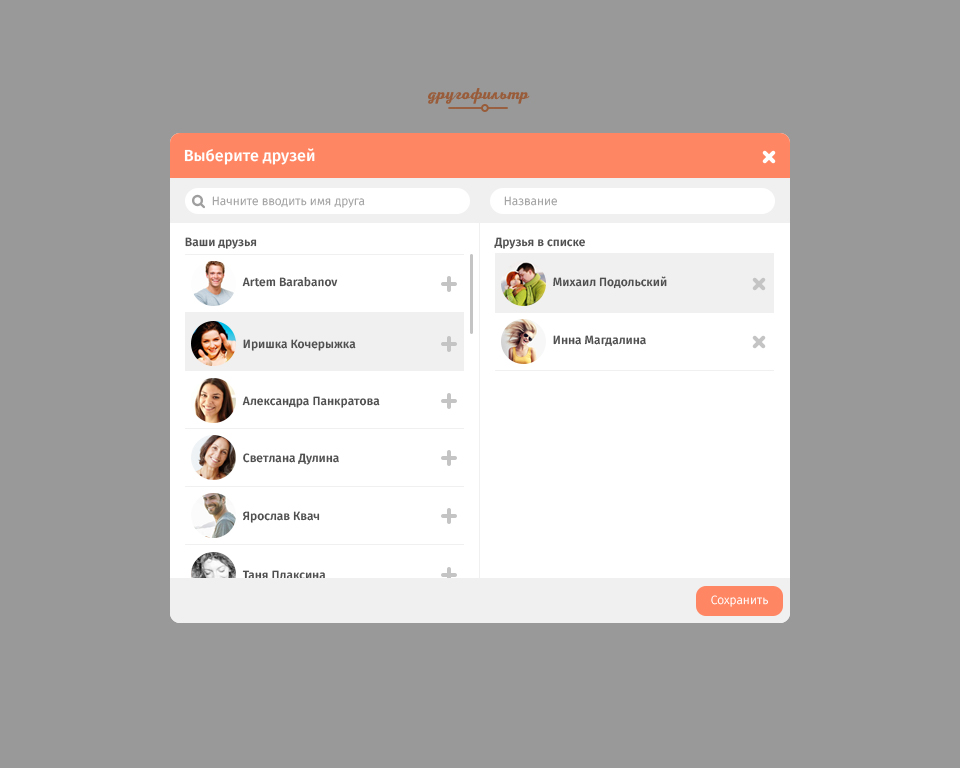 другофильтр
Выберите друзей
Начните вводить имя друга
Название
Ваши друзья
Друзья в списке
Artem Barabanov
Иришка Кочерыжка
Александра Панкратова
Светлана Дулина
Ярослав Квач
Таня Плаксина
Михаил Подольский
Инна Магдалина
Сохранить